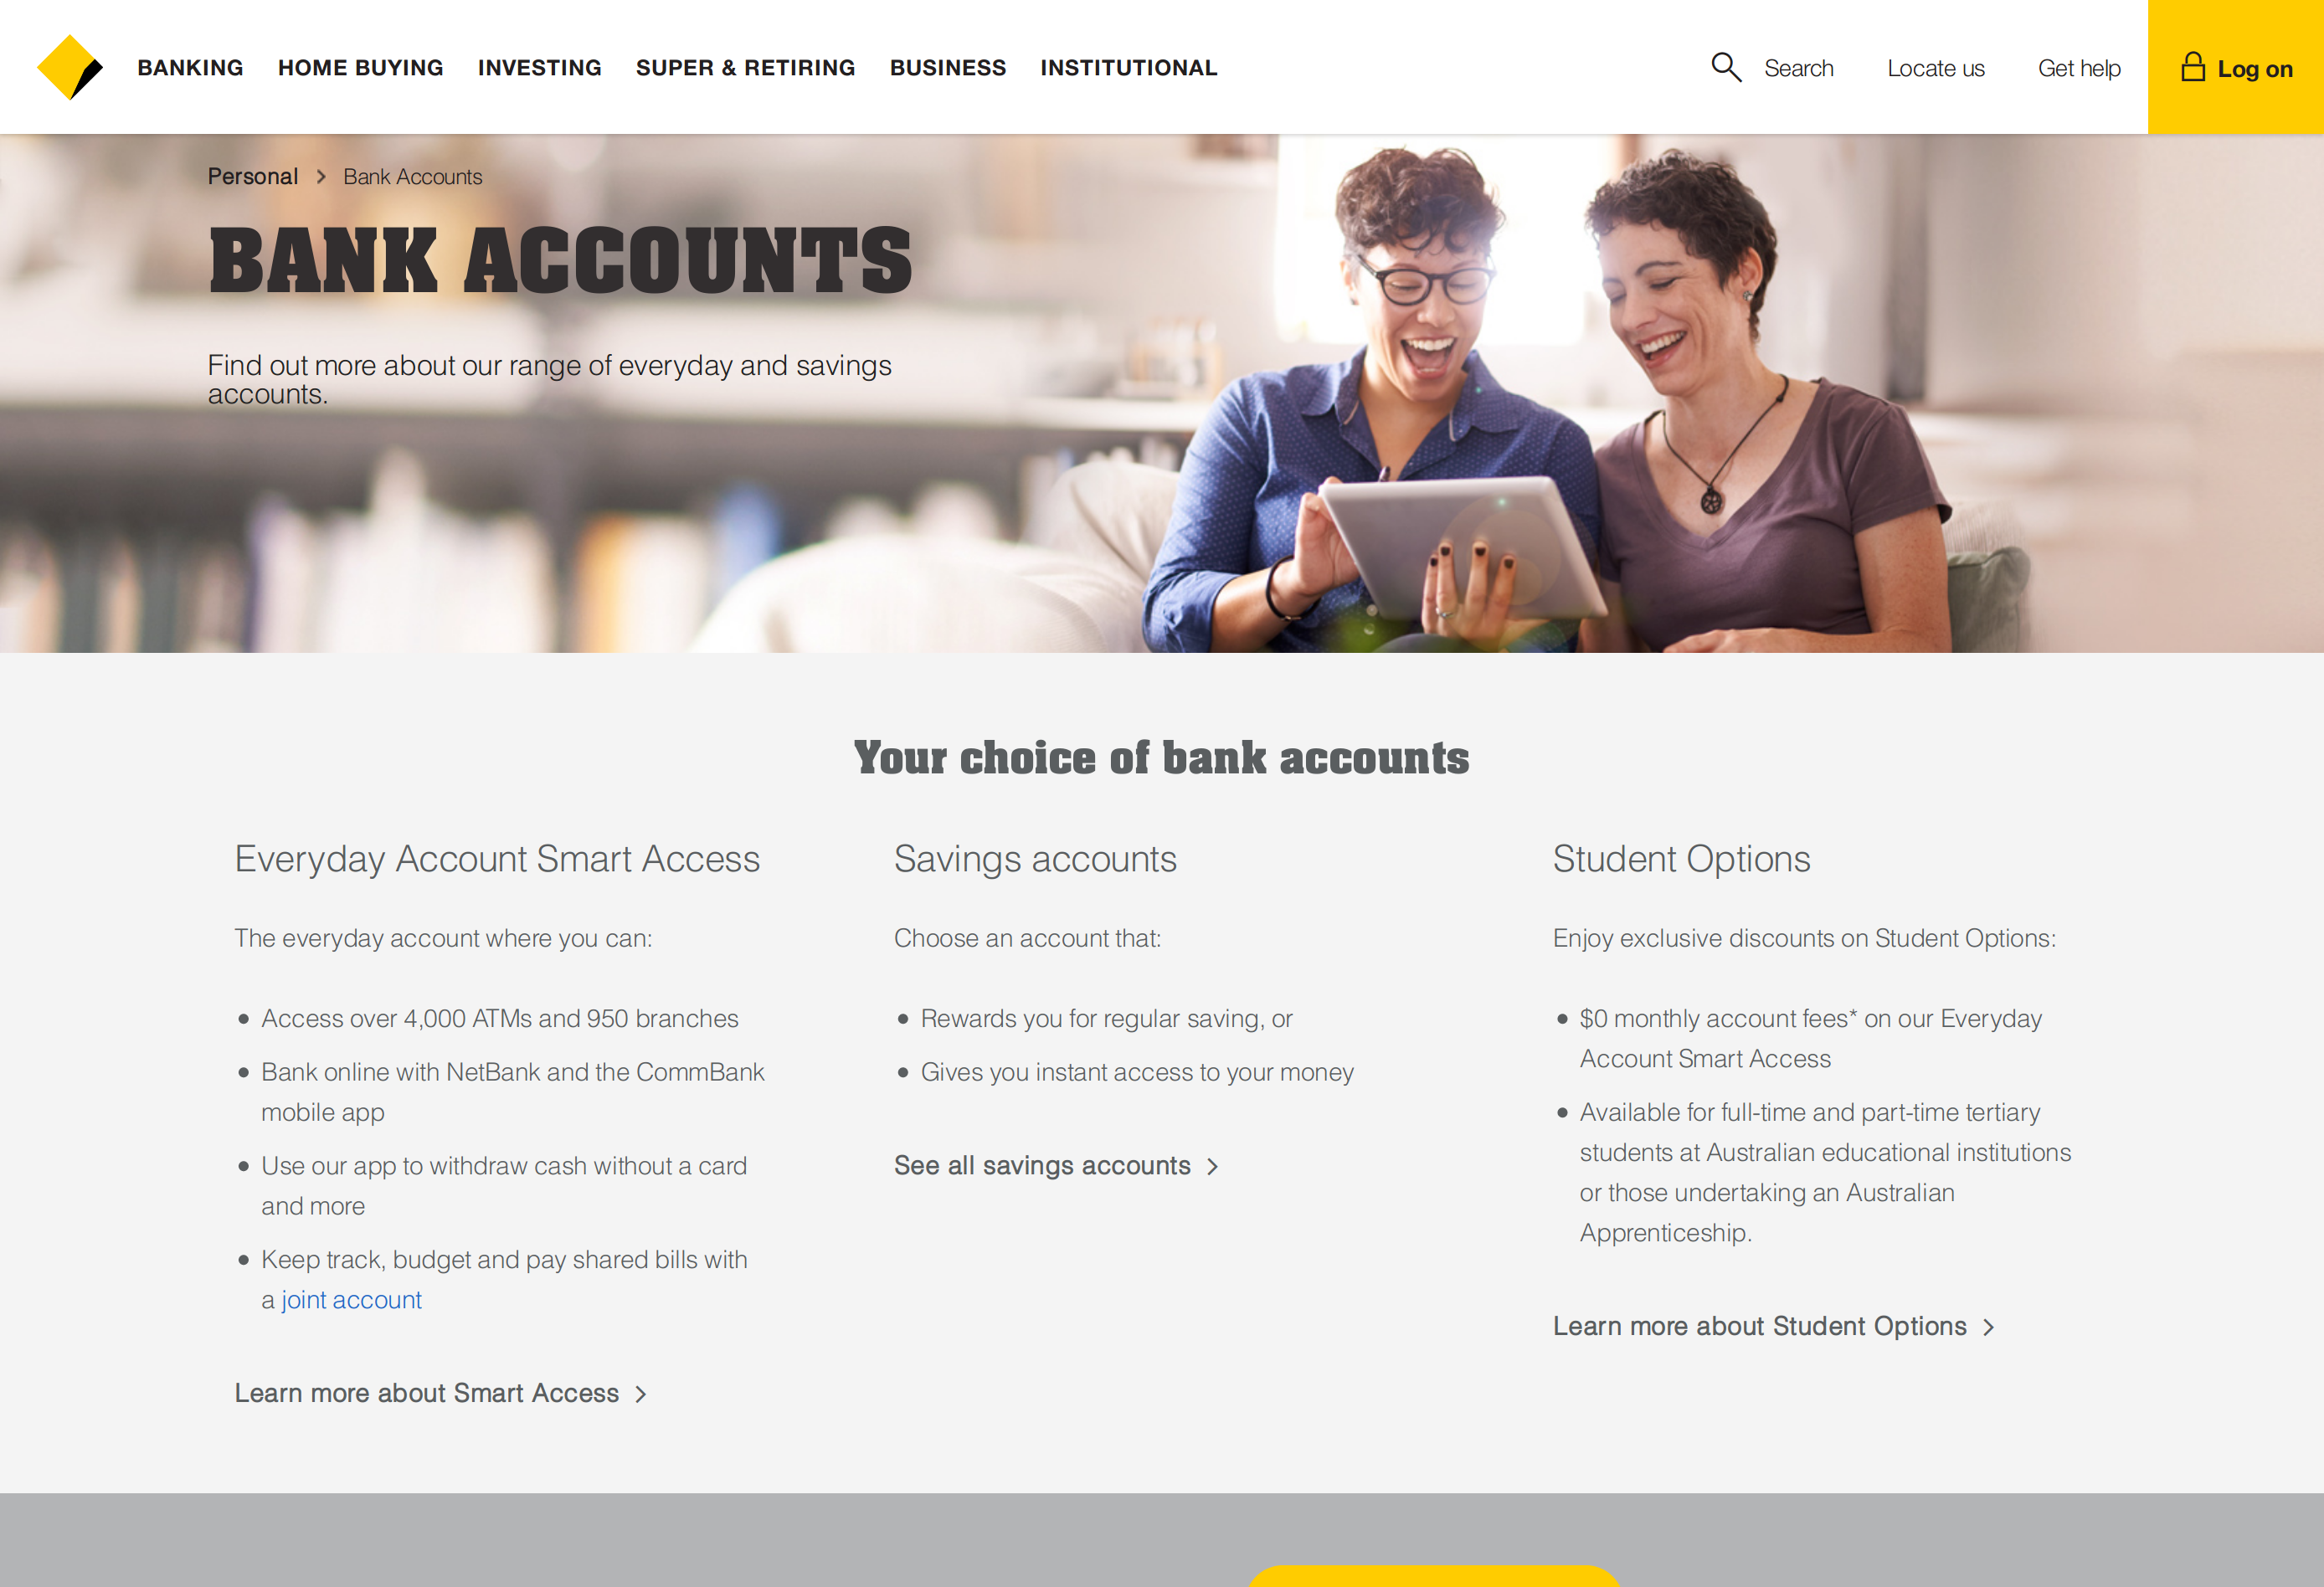 BANKING HOME BUYING INVESTING SUPER & RETIRING BUSINESS INSTITUTIONAL Search Locate us Get help Log on
Personal > Bank Accounts
BANK ACCOUNTS
Find out more about our range of everyday and savings
accounts.
Your choice of bank accounts
Everyday Account Smart Access
The everyday account where you can:
• Access over 4,000 ATMs and 950 branches
• Bank online with NetBank and the CommBank
mobile app
• Use our app to withdraw cash without a card
and more
• Keep track, budget and pay shared bills with
a joint account
Learn more about Smart Access >
Savings accounts
Choose an account that:
• Rewards you for regular saving, or
• Gives you instant access to your money
See all savings accounts >
Student Options
Enjoy exclusive discounts on Student Options:
• $0 monthly account fees* on our Everyday
Account Smart Access
• Available for full-time and part-time tertiary
students at Australian educational institutions
or those undertaking an Australian
Apprenticeship.
Learn more about Student Options >